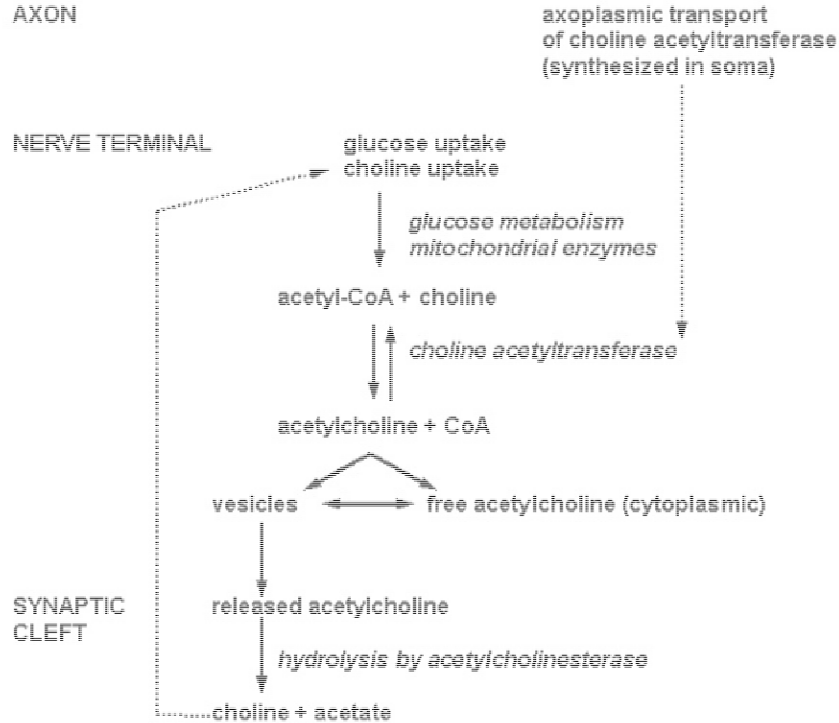 AXON
axoplasmic transport
of choline acetyltransferase
(synthesized in soma)
NERVE TERMINAL
glucose uptake
choline uptake
glucose metabolism
mitochondrial enzymes
acetyl-CoA + choline
choline acetyltransferase
acetylcholine + CoA
vesicles
free acetylcholine (cytoplasmic)
SYNAPTIC
CLEFT
released acetylcholine
hydrolysis by acetylcholinesterase
choline + acetate